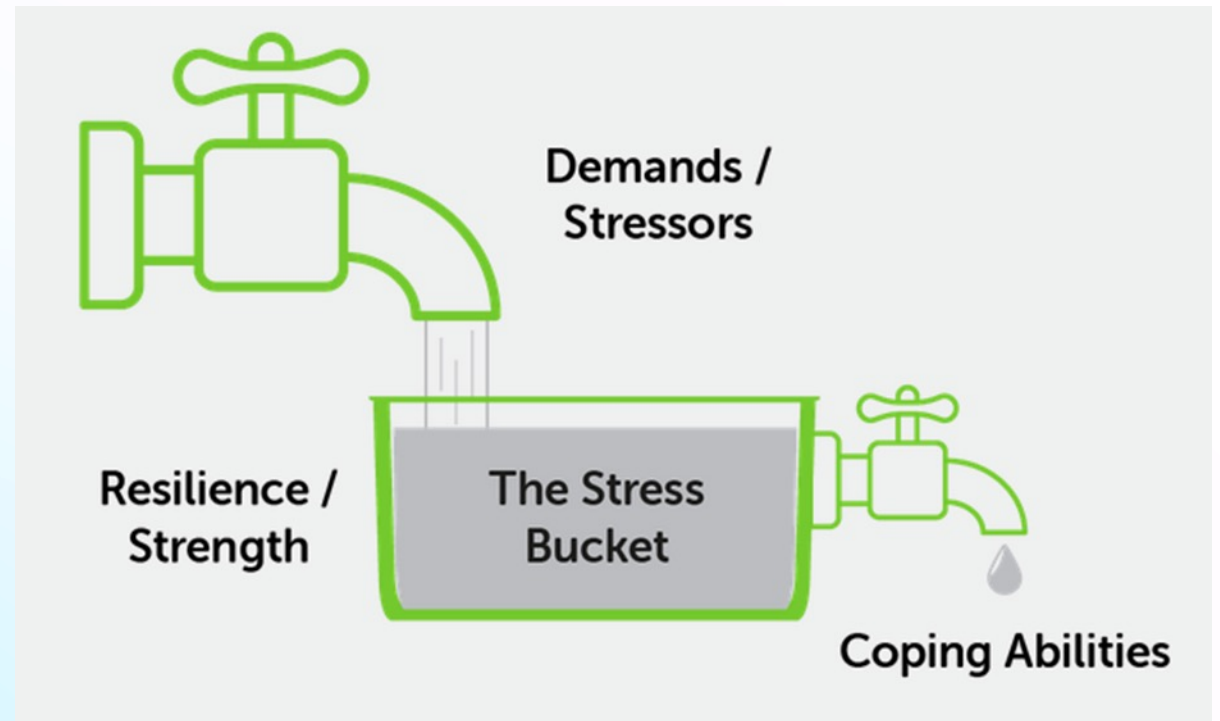 Demands /
Stressors
Resilience /
Strength
The Stress
Bucket
Coping Abilities